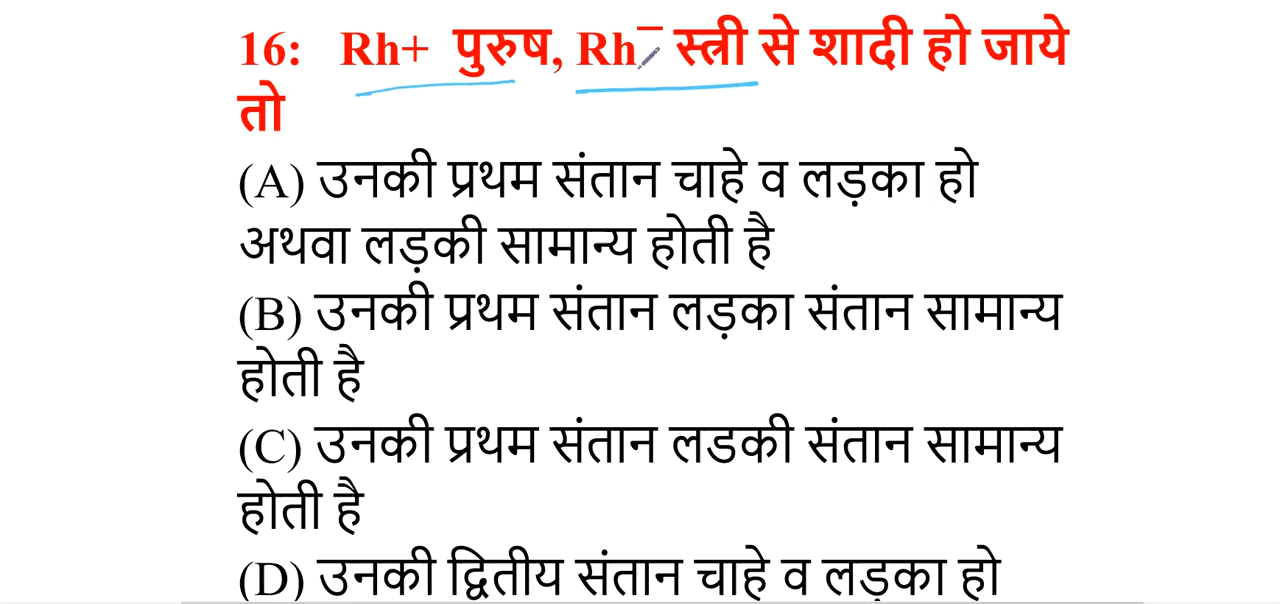 16: Rh+ पुरुष, Rh¯ स्त्री से शादी हो जाये
तो
(A) उनकी प्रथम संतान चाहे व लड़का हो
अथवा लड़की सामान्य होती है
(B) उनकी प्रथम संतान लड़का संतान सामान्य
होती है
(C) उनकी प्रथम संतान लडकी संतान सामान्य
होती है
(D) उनकी द्वितीय संतान चाहे व लड़का हो